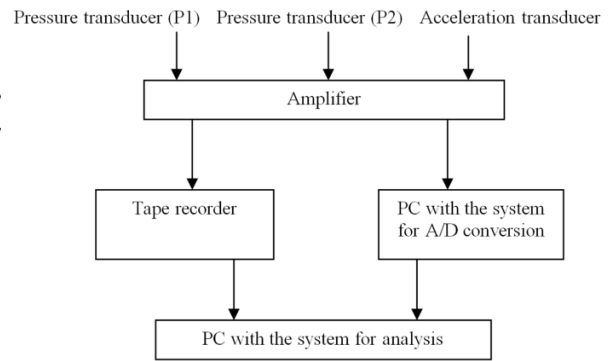 Pressure transducer (P1) Pressure transducer (P2) Acceleration transducer
Amplifier
Tape recorder
PC with the system
for A/D conversion
PC with the system for analysis